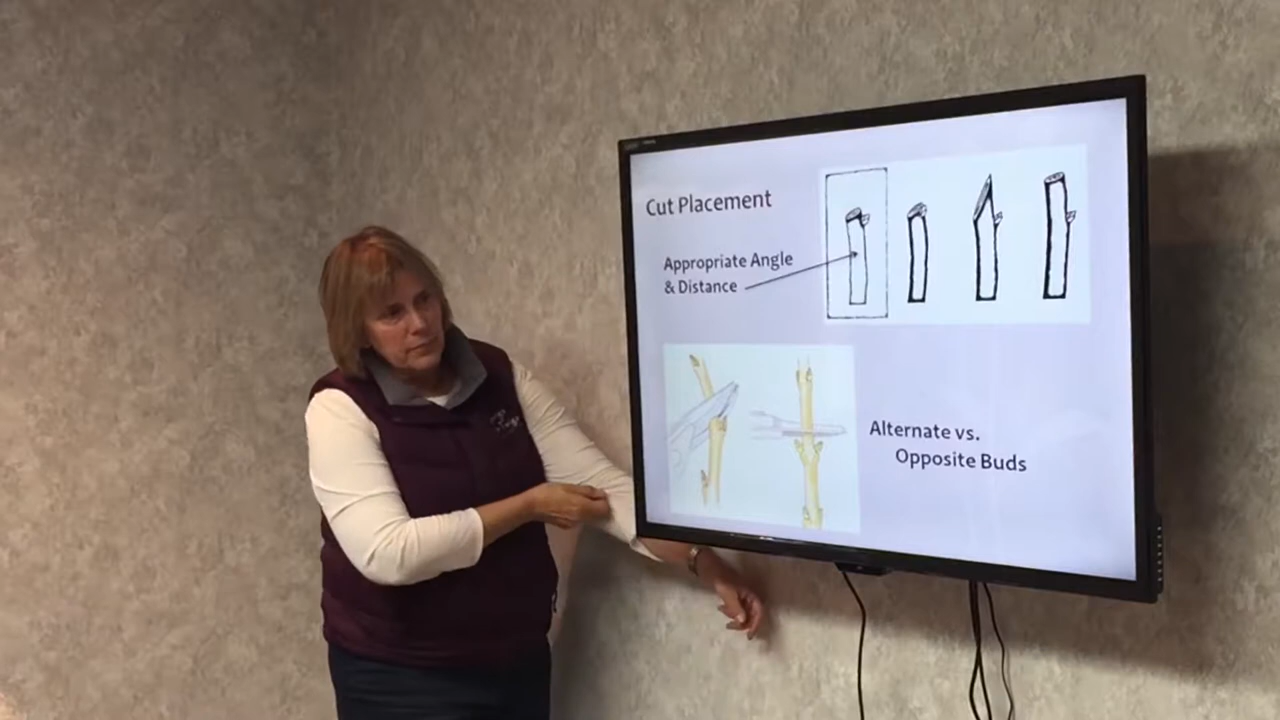 Cut Placement
Appropriate Angle
& Distance
Alternate vs.
Opposite Buds